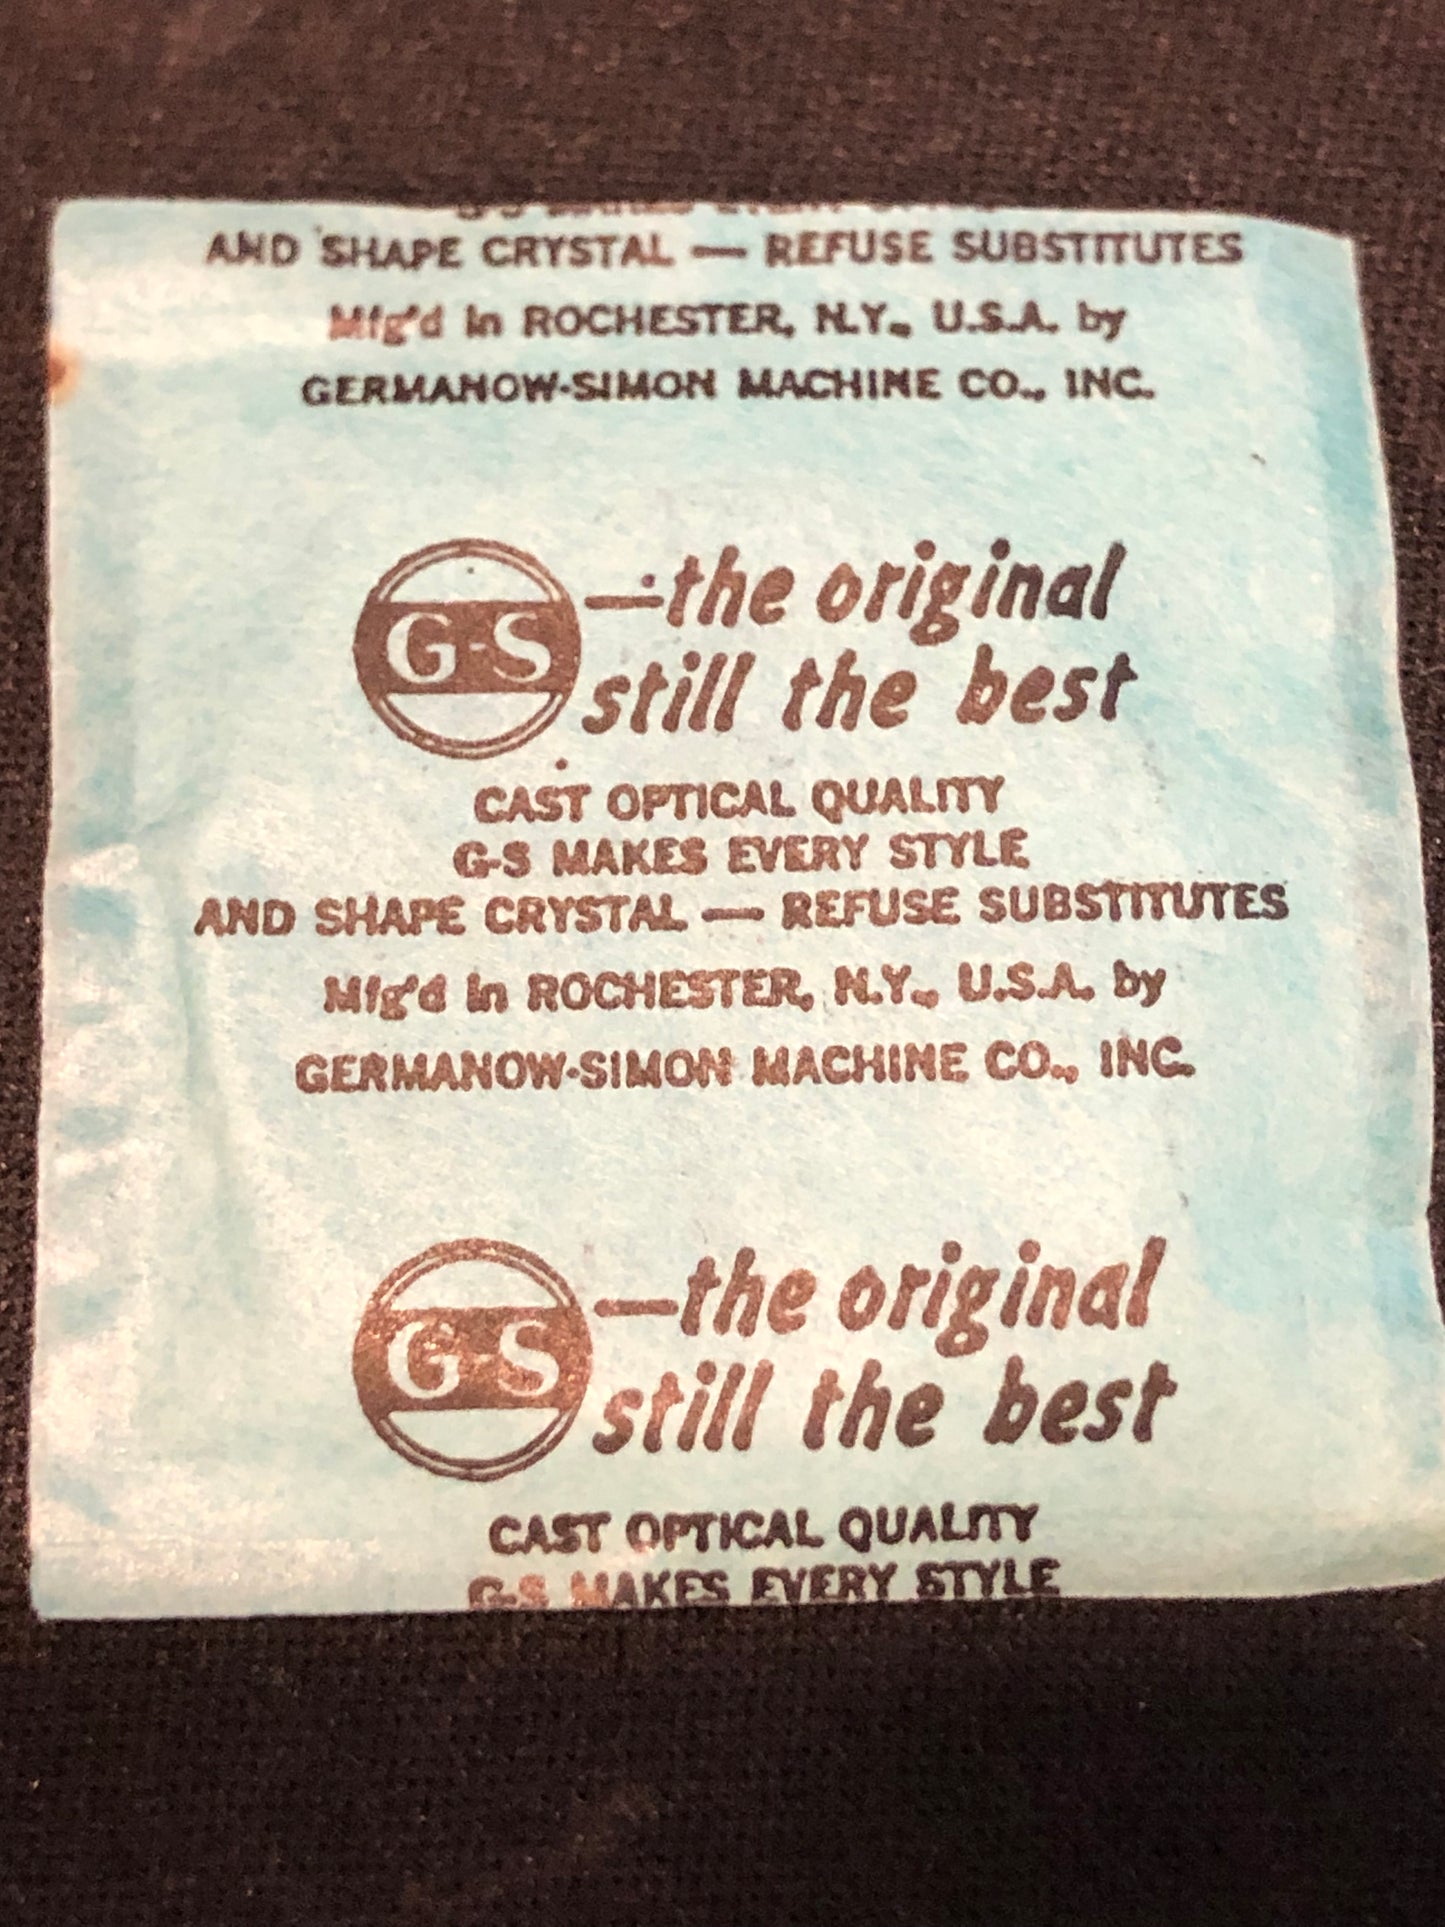 AND SHAPE CRYSTAL — REFUSE SUBSTITUTES
Mfg'd in ROCHESTER, N.Y., U.S.A. by
GERMANOW-SIMON MACHINE CO., INC.
G-S
—the original
still the best
CAST OPTICAL QUALITY
G-S MAKES EVERY STYLE
AND SHAPE CRYSTAL — REFUSE SUBSTITUTES
Mfg'd in ROCHESTER, N.Y., U.S.A. by
GERMANOW-SIMON MACHINE CO., INC.
G-S
—the original
still the best
CAST OPTICAL QUALITY
G-S MAKES EVERY STYLE